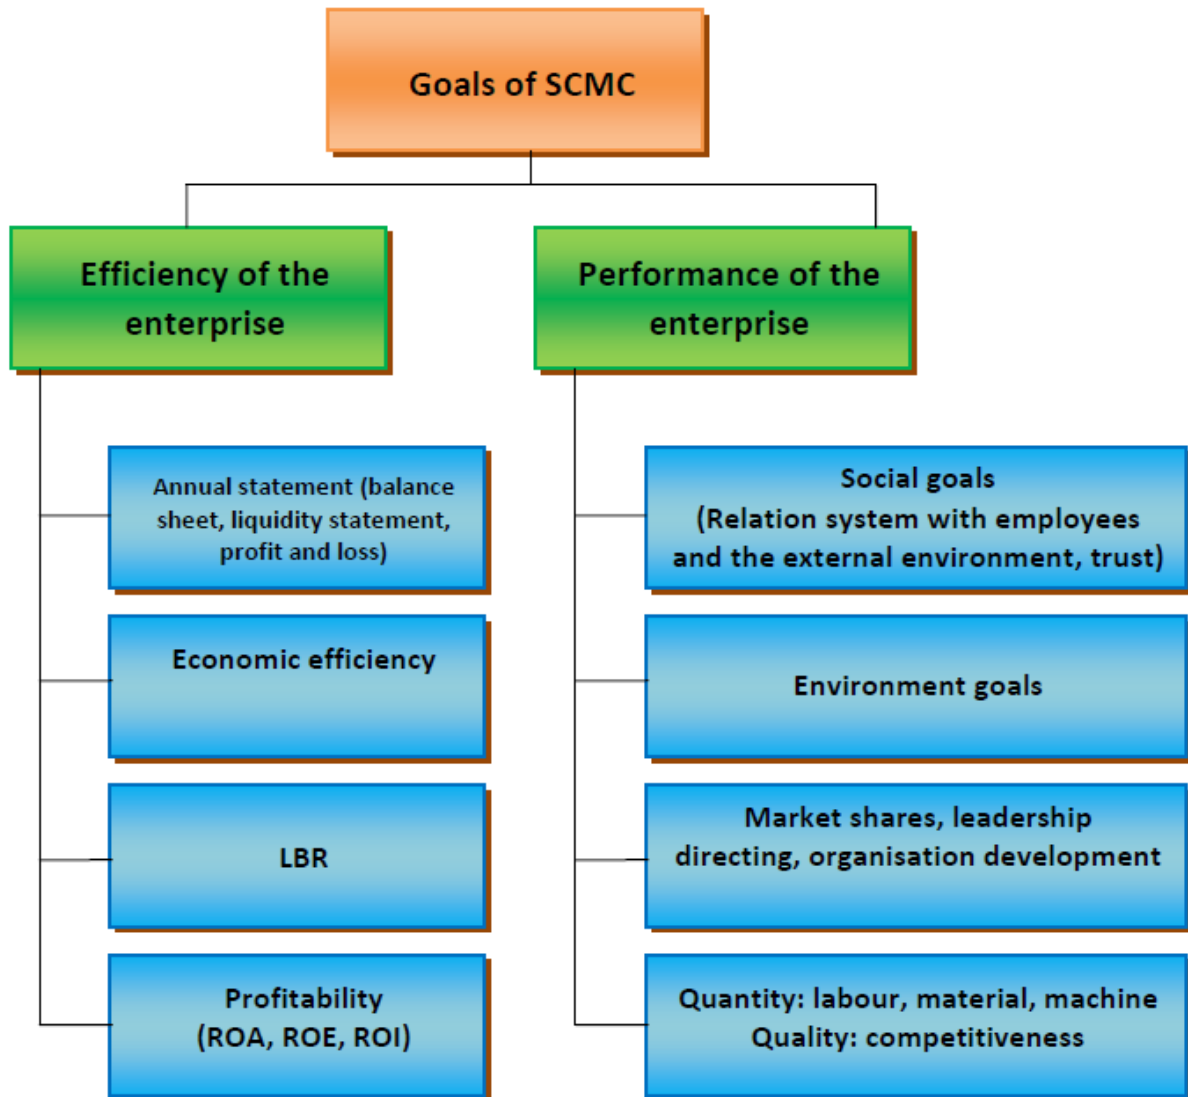 Goals of SCMC
Efficiency of the
enterprise
Performance of the
enterprise
Annual statement (balance
sheet, liquidity statement,
profit and loss)
Economic efficiency
LBR
Profitability
(ROA, ROE, ROI)
Social goals
(Relation system with employees
and the external environment, trust)
Environment goals
Market shares, leadership
directing, organisation development
Quantity: labour, material, machine
Quality: competitiveness